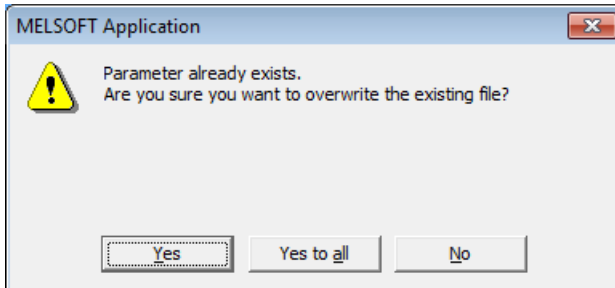 MELSOFT Application
Parameter already exists.
Are you sure you want to overwrite the existing file?
Yes
Yes to all
No